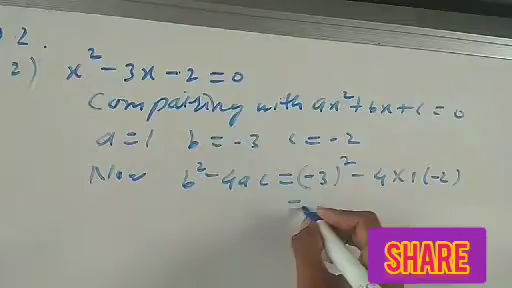 2.
2) x² - 3x - 2 = 0
Compairing with ax² + bx + c = 0
a = 1 b = -3 c = -2
Now b² - 4ac = (-3)² - 4 × 1 (-2)
=
SHARE